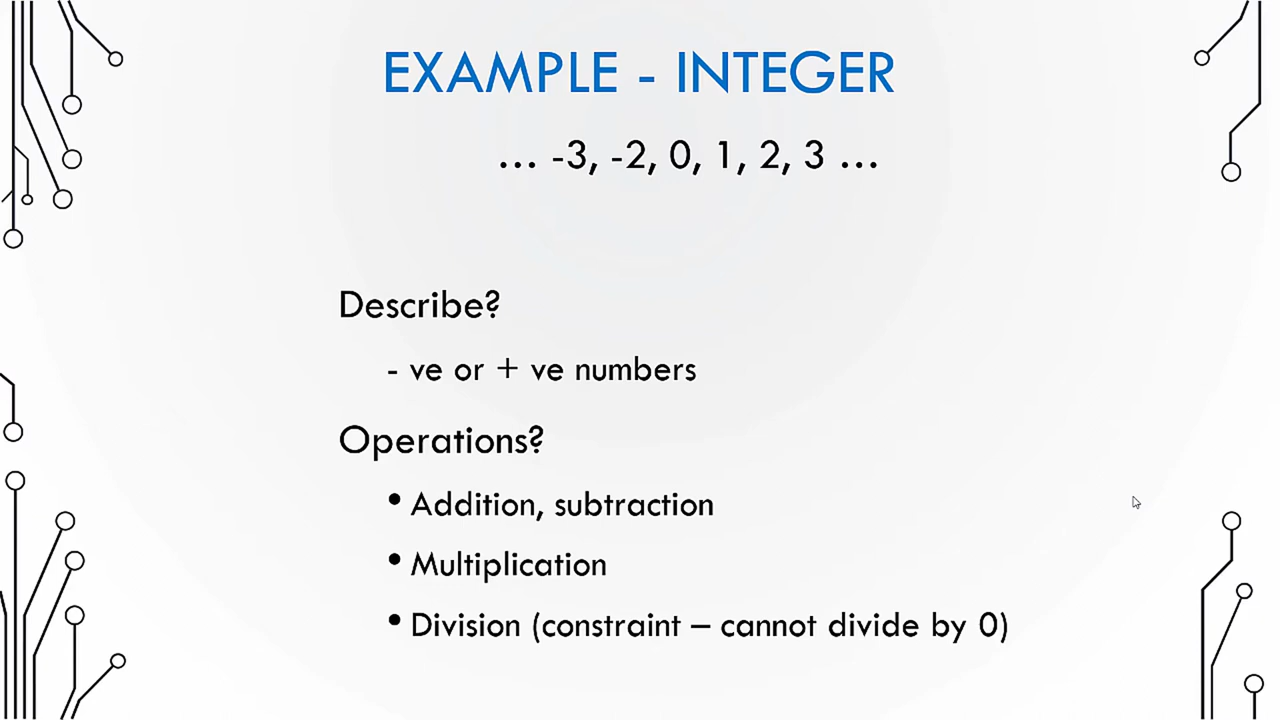 EXAMPLE - INTEGER
... -3, -2, 0, 1, 2, 3 ...
Describe?
- ve or + ve numbers
Operations?
• Addition, subtraction
• Multiplication
• Division (constraint – cannot divide by 0)